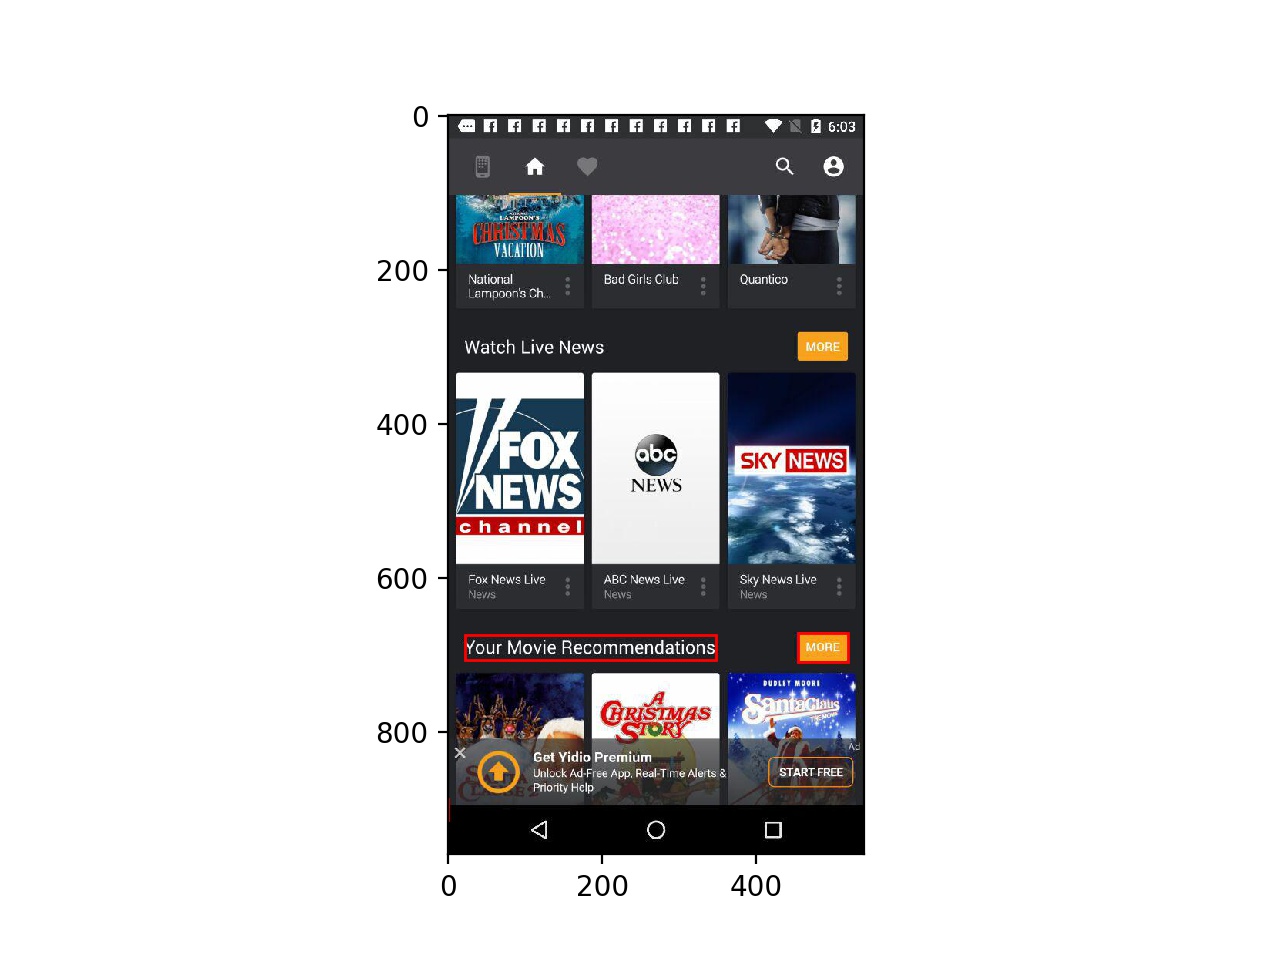 0
200
400
600
800
0
200
400
6:03
LAMPOON'S
CHRISTMAS
VACATION
National
Lampoon's Ch...
Bad Girls Club
Quantico
Watch Live News
MORE
FOX
NEWS
channel
abc
NEWS
SKY NEWS
Fox News Live
News
ABC News Live
News
Sky News Live
News
Your Movie Recommendations
MORE
A
CHRISTMAS
STORY
DUDLEY MOORE
Santa Claus
THE MOVIE
Ad
Get Yidio Premium
Unlock Ad-Free App, Real-Time Alerts &
Priority Help
START FREE